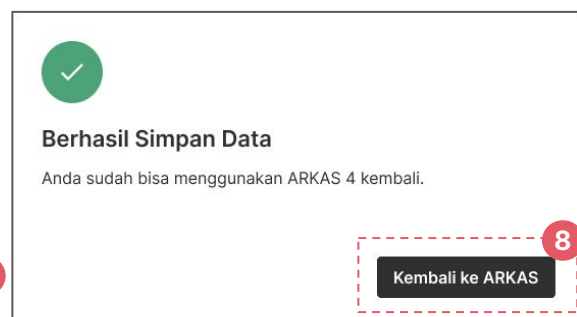 Berhasil Simpan Data
Anda sudah bisa menggunakan ARKAS 4 kembali.
8
Kembali ke ARKAS